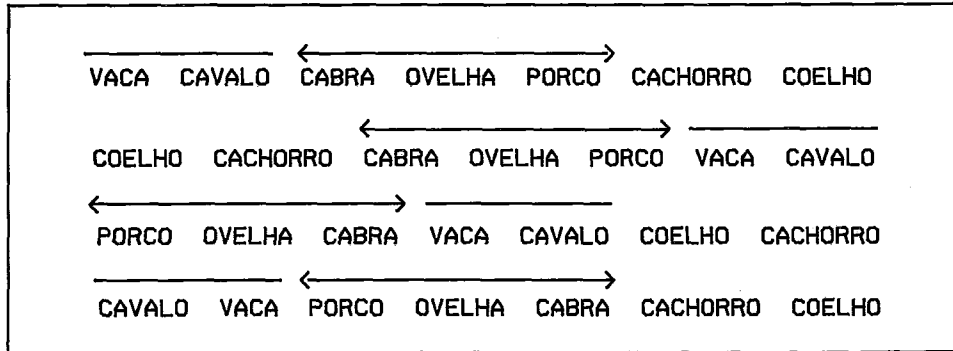 VACA CAVALO CABRA OVELHA PORCO CACHORRO COELHO
COELHO CACHORRO CABRA OVELHA PORCO VACA CAVALO
PORCO OVELHA CABRA VACA CAVALO COELHO CACHORRO
CAVALO VACA PORCO OVELHA CABRA CACHORRO COELHO